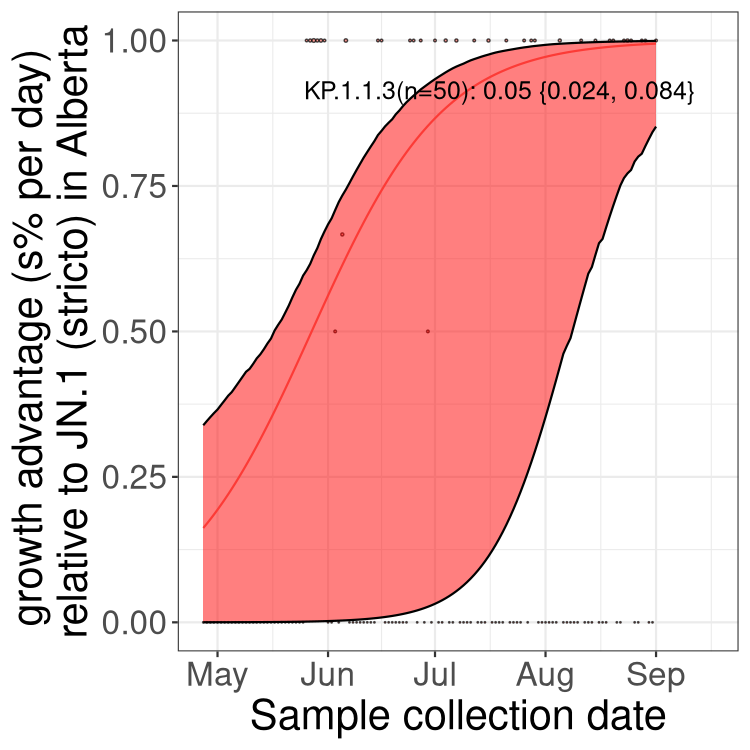 growth advantage (s% per day)
relative to JN.1 (stricto) in Alberta
1.00
0.75
0.50
0.25
0.00
KP.1.1.3(n=50): 0.05 {0.024, 0.084}
May Jun Jul Aug Sep
Sample collection date